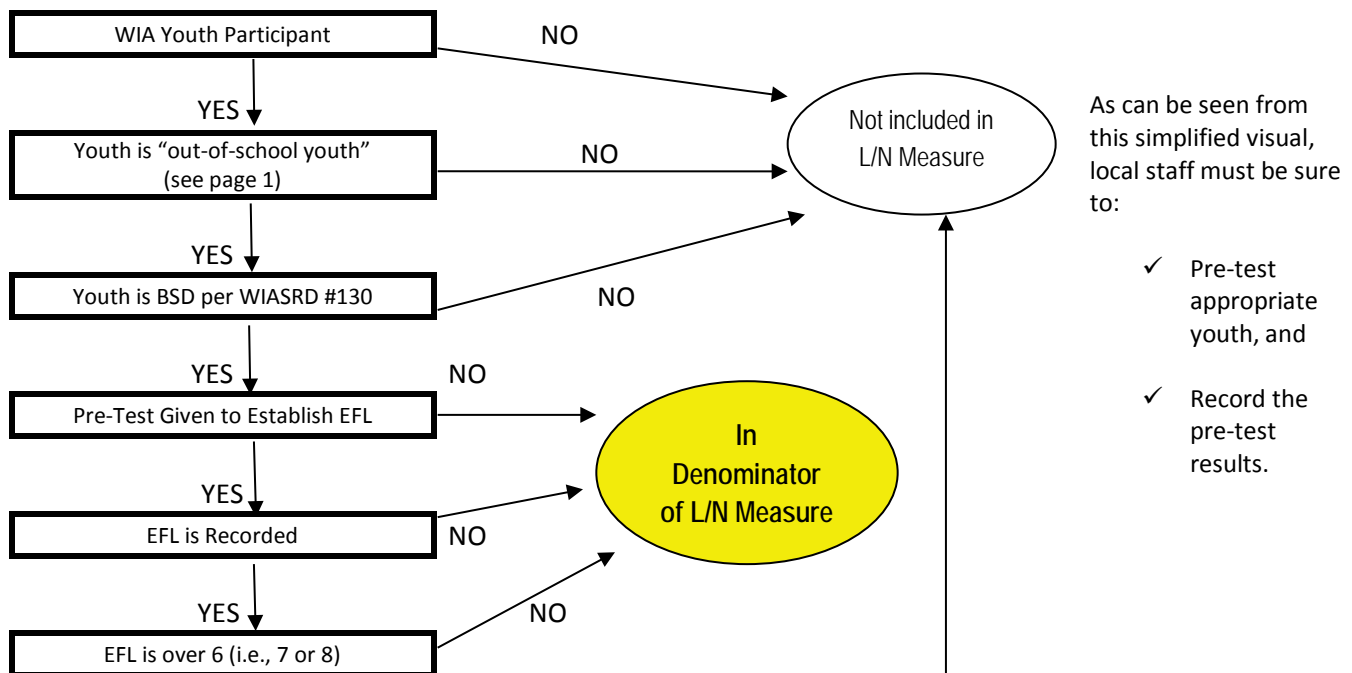 WIA Youth Participant
NO
YES
Youth is “out-of-school youth”
(see page 1)
NO
Not included in
L/N Measure
YES
Youth is BSD per WIASRD #130
NO
YES
NO
Pre-Test Given to Establish EFL
In
Denominator
of L/N Measure
YES
EFL is Recorded
NO
YES
NO
EFL is over 6 (i.e., 7 or 8)
As can be seen from
this simplified visual,
local staff must be sure
to:
✓ Pre-test
appropriate
youth, and
✓ Record the
pre-test
results.